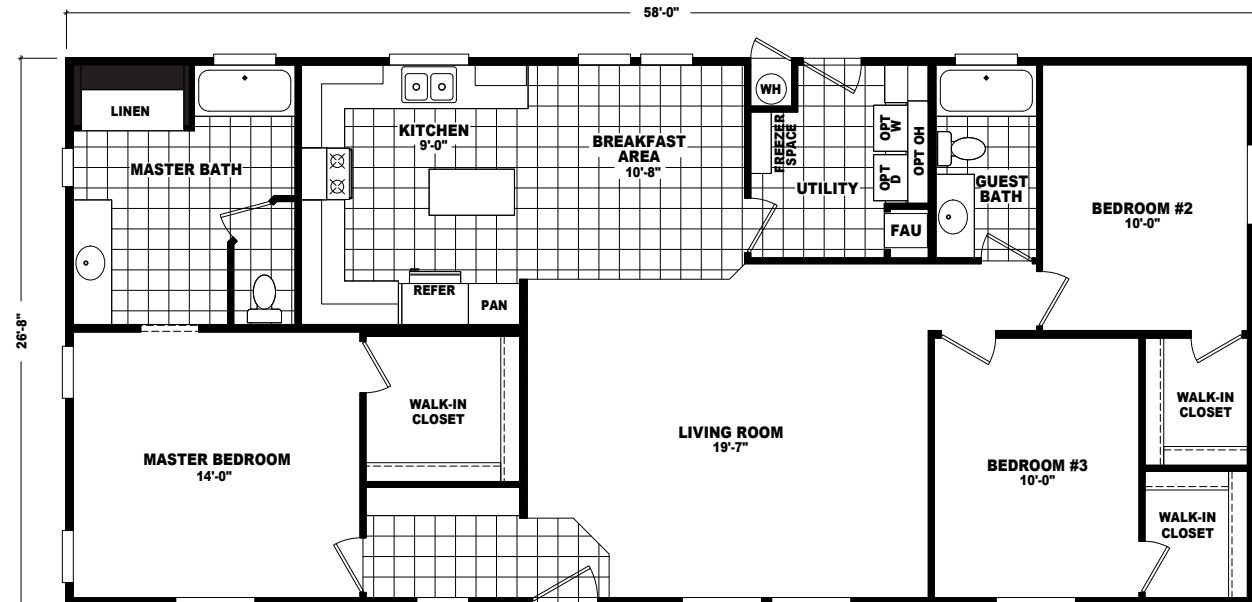 58'-0"
26'-8"
LINEN
MASTER BATH
KITCHEN
9'-0"
REFER
PAN
BREAKFAST
AREA
10'-8"
WH
FREEZER
SPACE
UTILITY
OPT
W
OPT
D
OPT OH
FAU
GUEST
BATH
BEDROOM #2
10'-0"
WALK-IN
CLOSET
MASTER BEDROOM
14'-0"
WALK-IN
CLOSET
LIVING ROOM
19'-7"
BEDROOM #3
10'-0"
WALK-IN
CLOSET